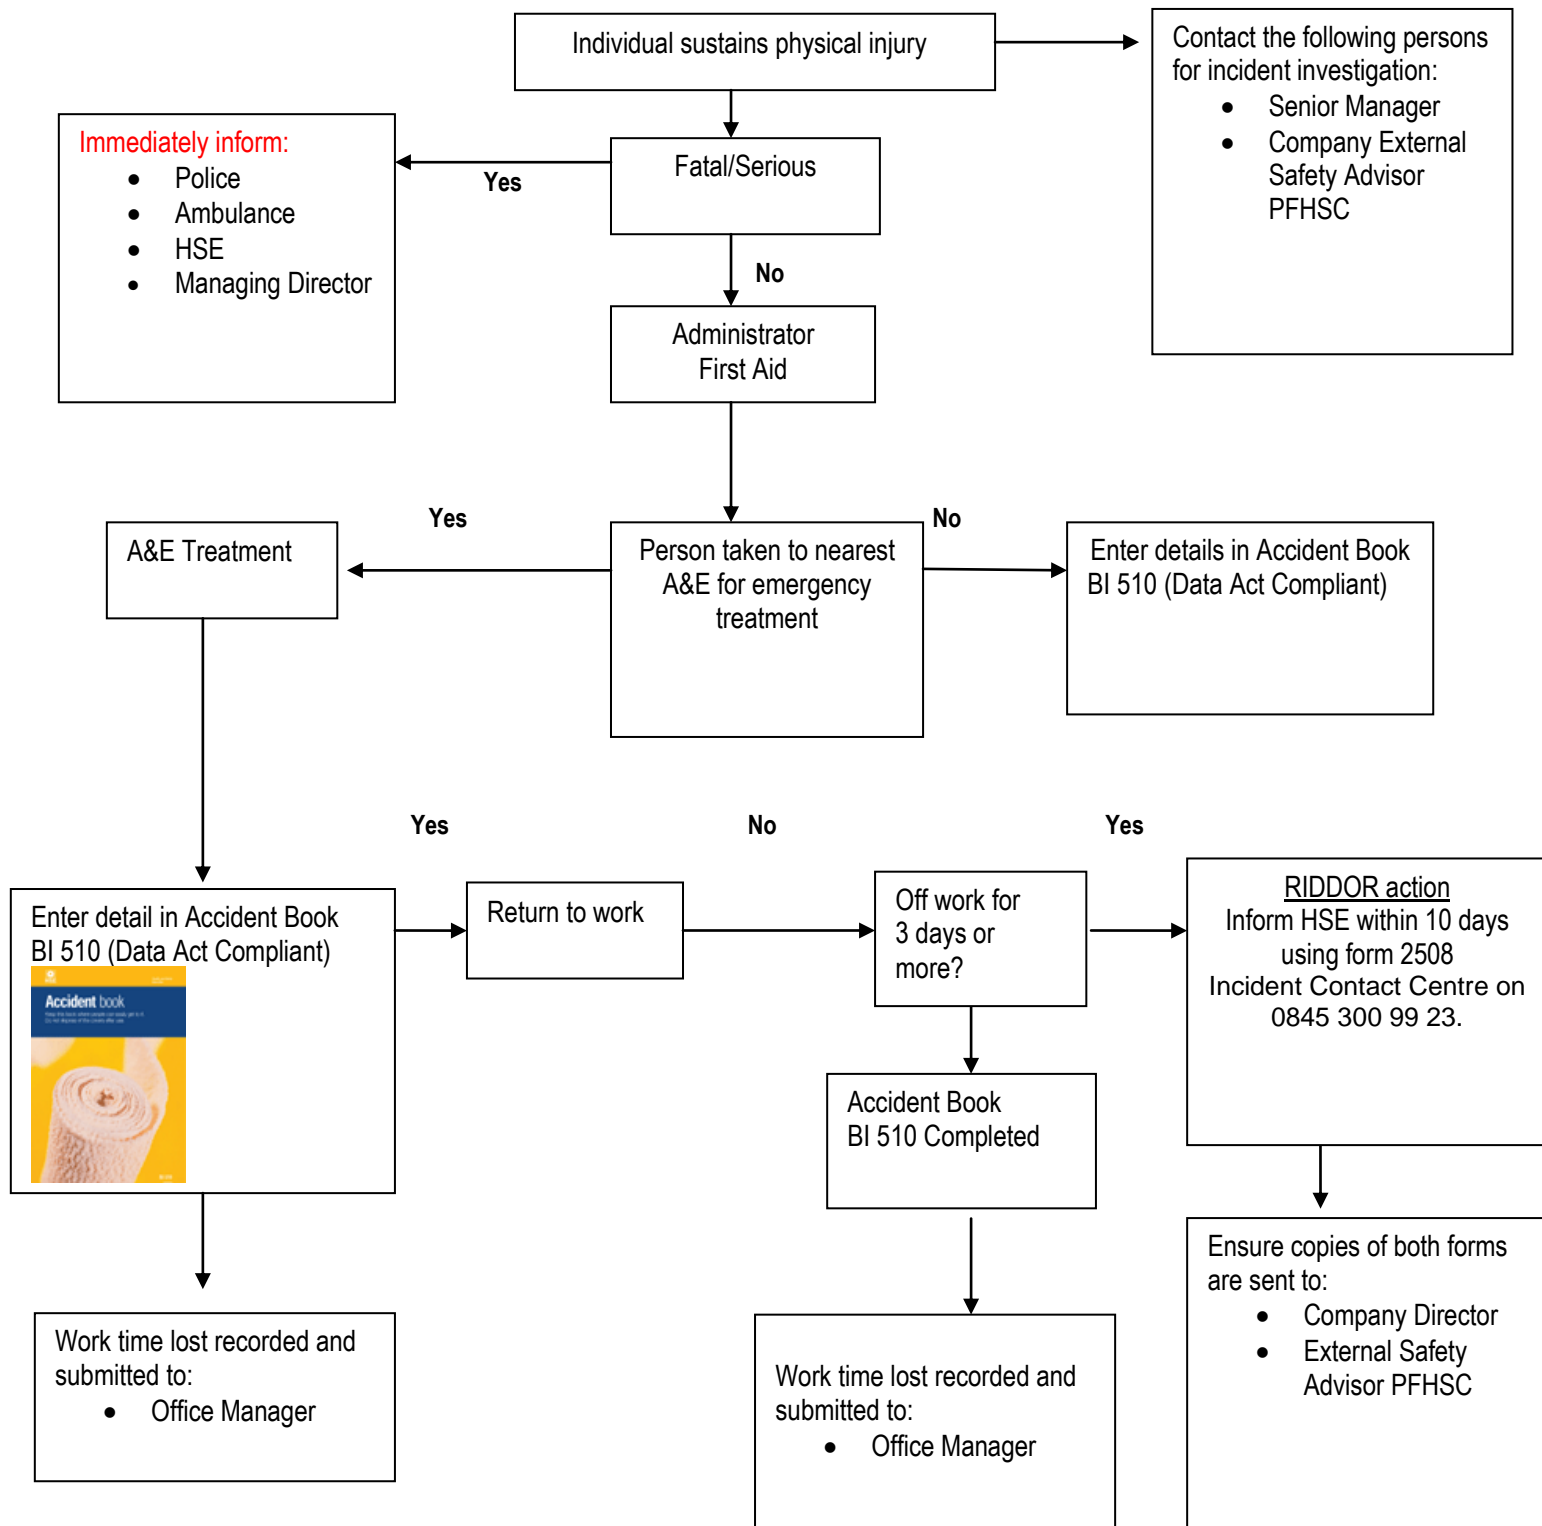 Individual sustains physical injury
Contact the following persons
for incident investigation:
• Senior Manager
• Company External
Safety Advisor
PFHSC
Immediately inform:
• Police
• Ambulance
• HSE
• Managing Director
Yes
Fatal/Serious
No
Administrator
First Aid
Yes
No
A&E Treatment
Person taken to nearest
A&E for emergency
treatment
Enter details in Accident Book
BI 510 (Data Act Compliant)
Yes
No
Yes
Enter detail in Accident Book
BI 510 (Data Act Compliant)
Accident book
Return to work
Off work for
3 days or
more?
RIDDOR action
Inform HSE within 10 days
using form 2508
Incident Contact Centre on
0845 300 99 23.
Accident Book
BI 510 Completed
Work time lost recorded and
submitted to:
• Office Manager
Work time lost recorded and
submitted to:
• Office Manager
Ensure copies of both forms
are sent to:
• Company Director
• External Safety
Advisor PFHSC